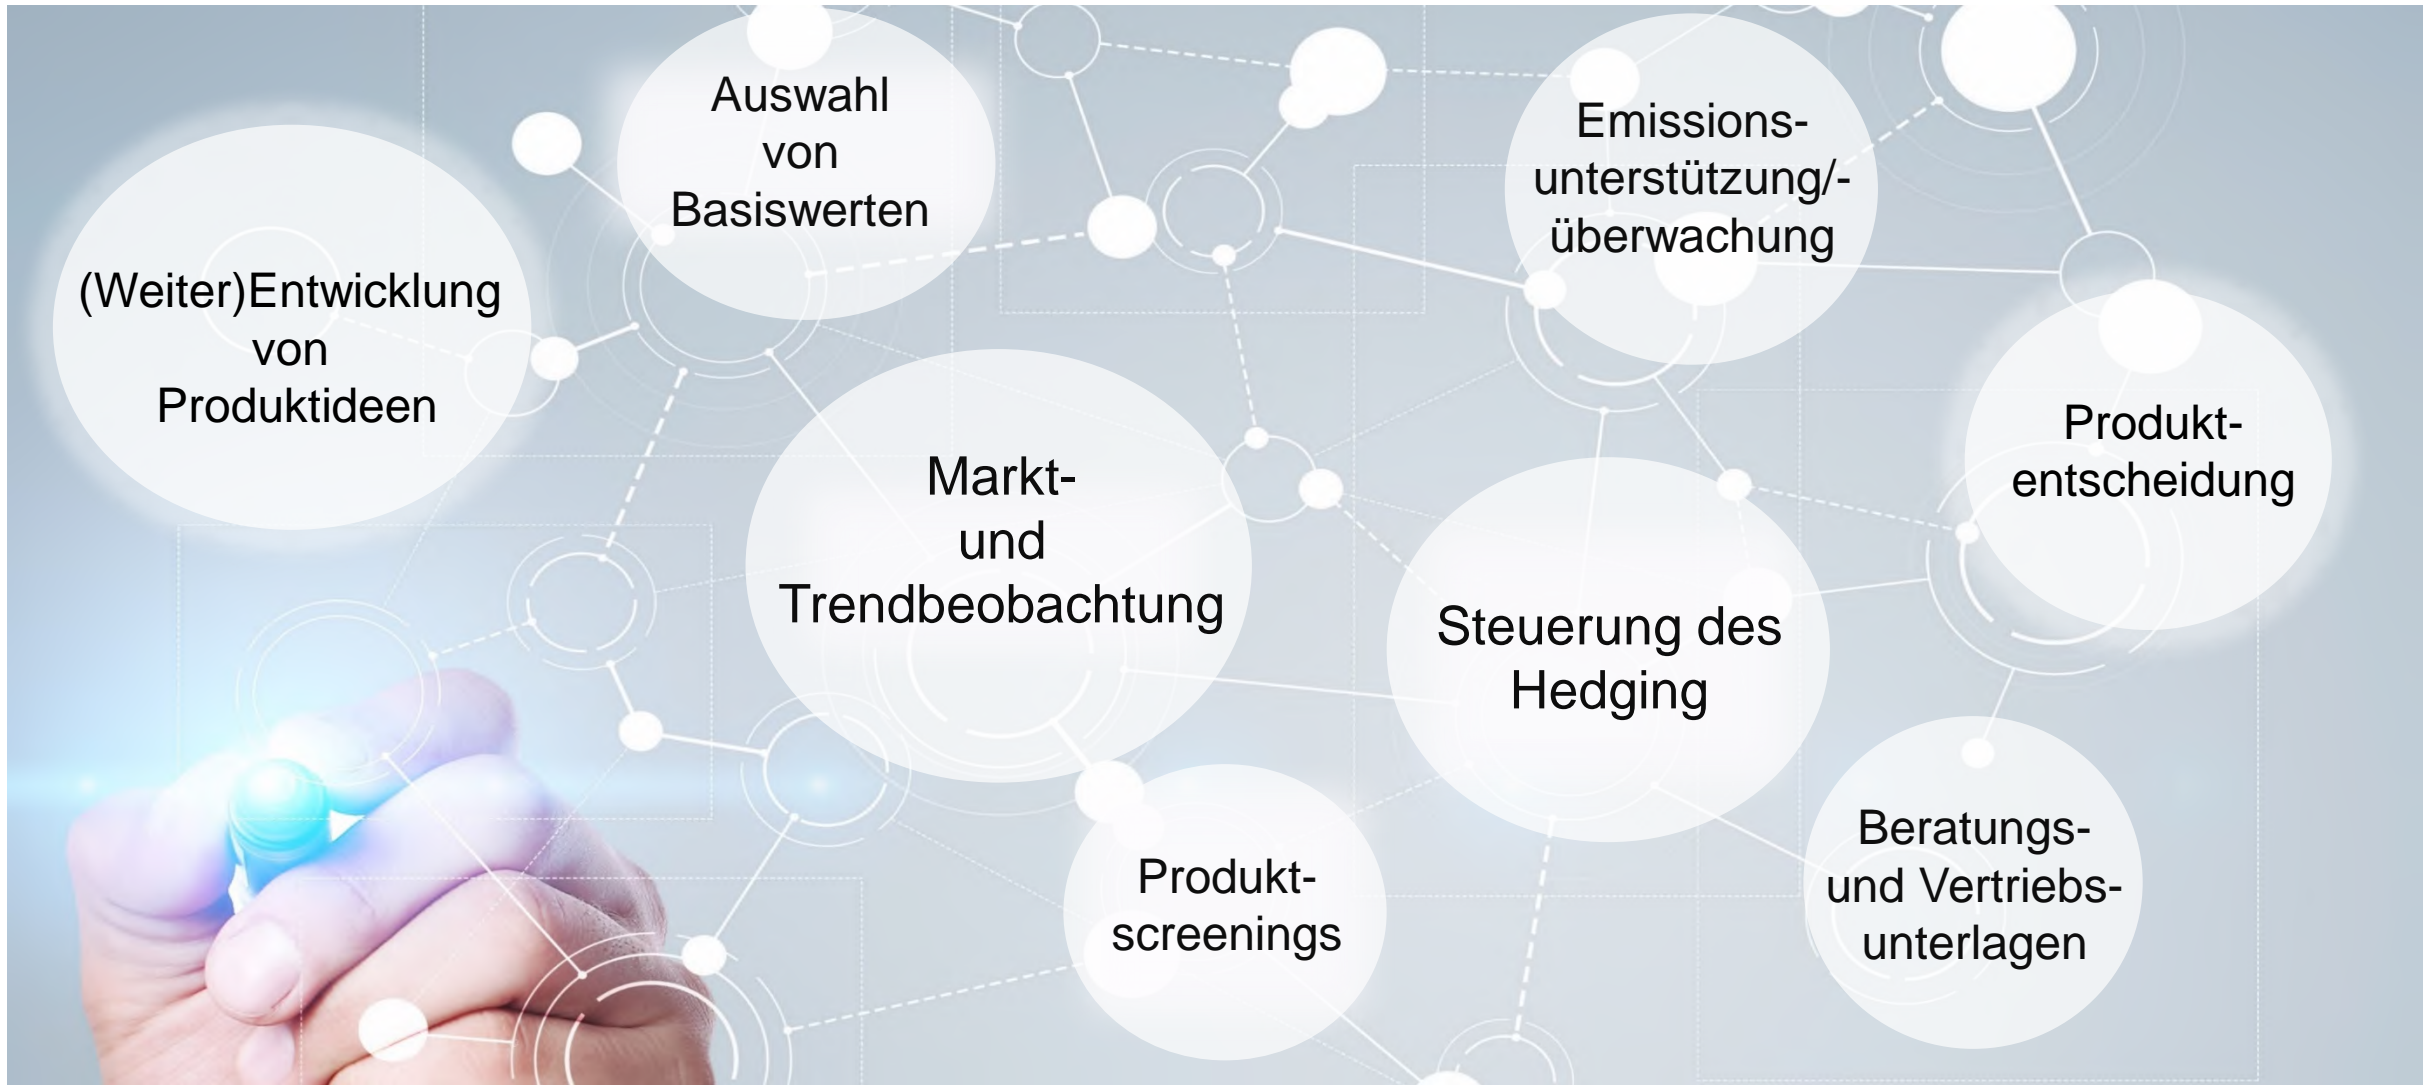 (Weiter)Entwicklung
von
Produktideen
Auswahl
von
Basiswerten
Markt-
und
Trendbeobachtung
Produkt-
screenings
Emissions-
unterstützung/-
überwachung
Steuerung des
Hedging
Produkt-
entscheidung
Beratungs-
und Vertriebs-
unterlagen